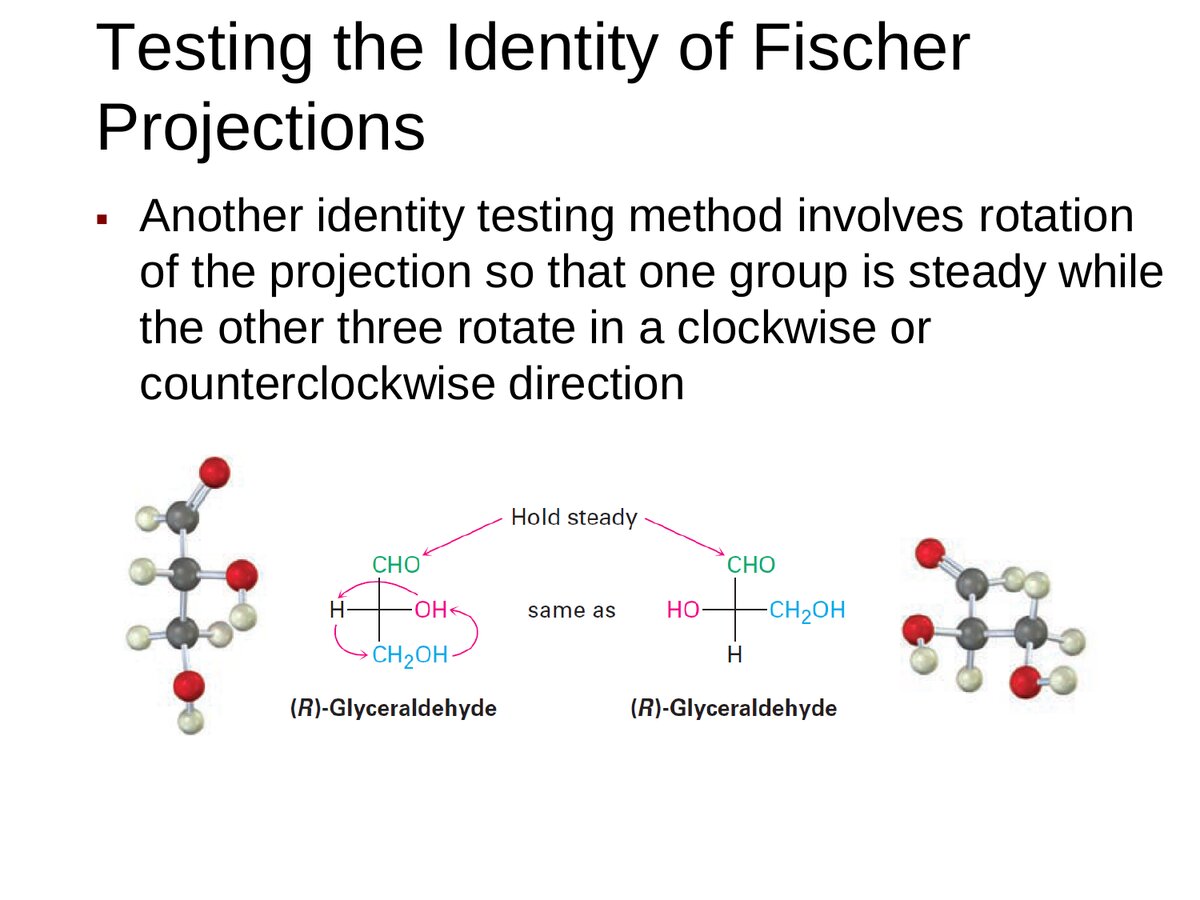 Testing the Identity of Fischer
Projections
▪ Another identity testing method involves rotation
of the projection so that one group is steady while
the other three rotate in a clockwise or
counterclockwise direction
Hold steady
CHO CHO
H OH same as HO CH₂OH
CH₂OH H
(R)-Glyceraldehyde (R)-Glyceraldehyde